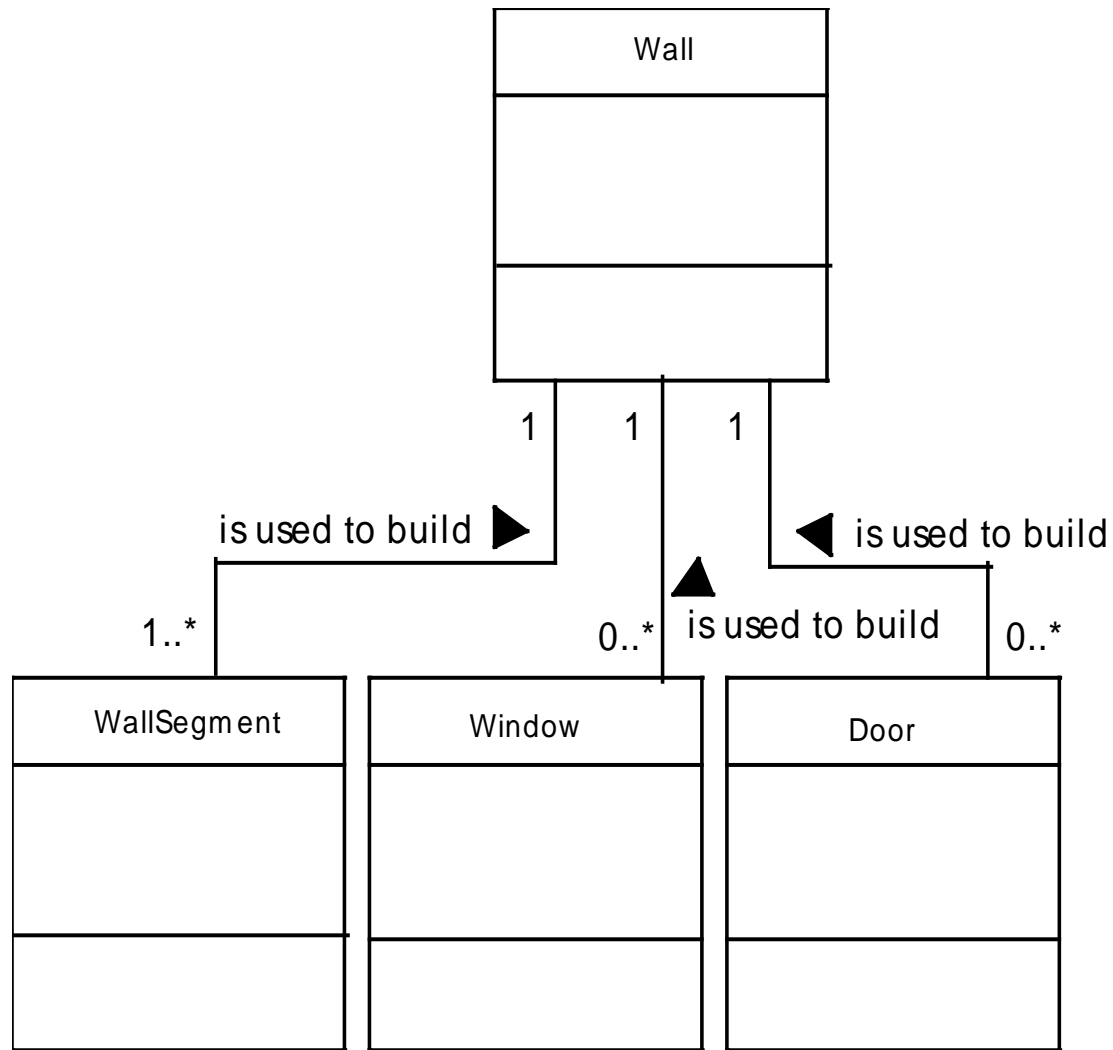 Wall
1
1
1
is used to build
is used to build
is used to build
1..*
0..*
0..*
WallSegment
Window
Door